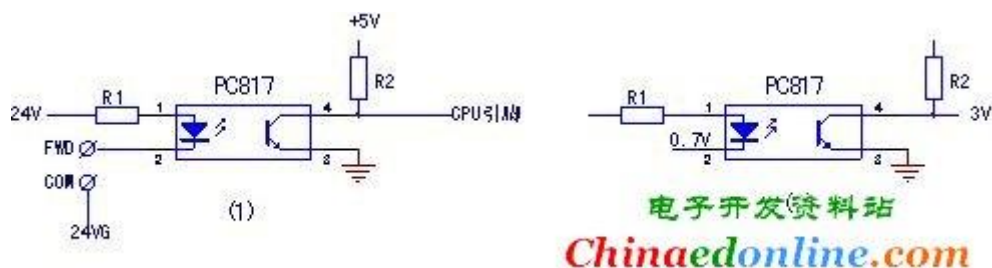 +5V
PC817
R2
R1
24V
1
4
CPU引脚
FWD
2
3
COM
24VG
(1)
PC817
R2
R1
1
4
3V
0.7V
2
3
电子开发资料站
Chinaedonline.com